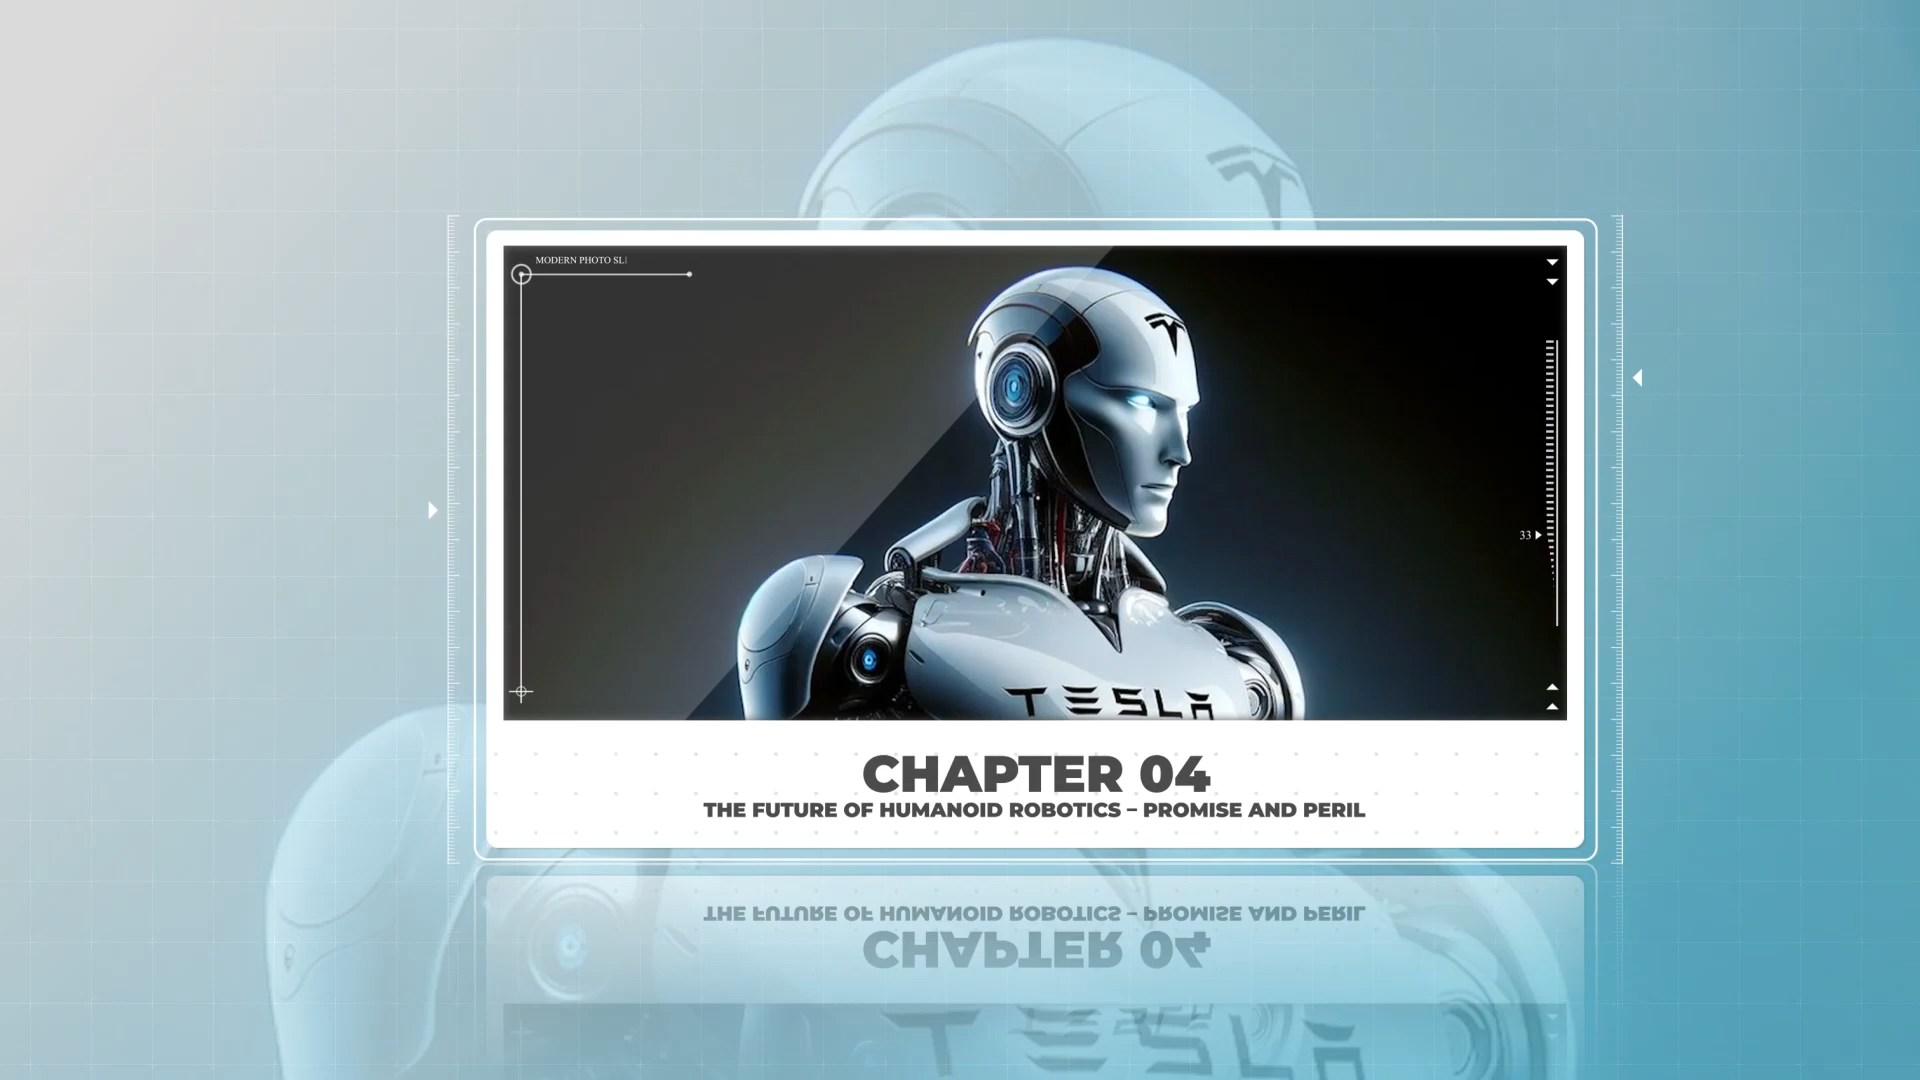 MODERN PHOTO SL
33
TESLA
CHAPTER 04
THE FUTURE OF HUMANOID ROBOTICS – PROMISE AND PERIL
THE FUTURE OF HUMANOID ROBOTICS – PROMISE AND PERIL
CHAPTER 04
TESLA